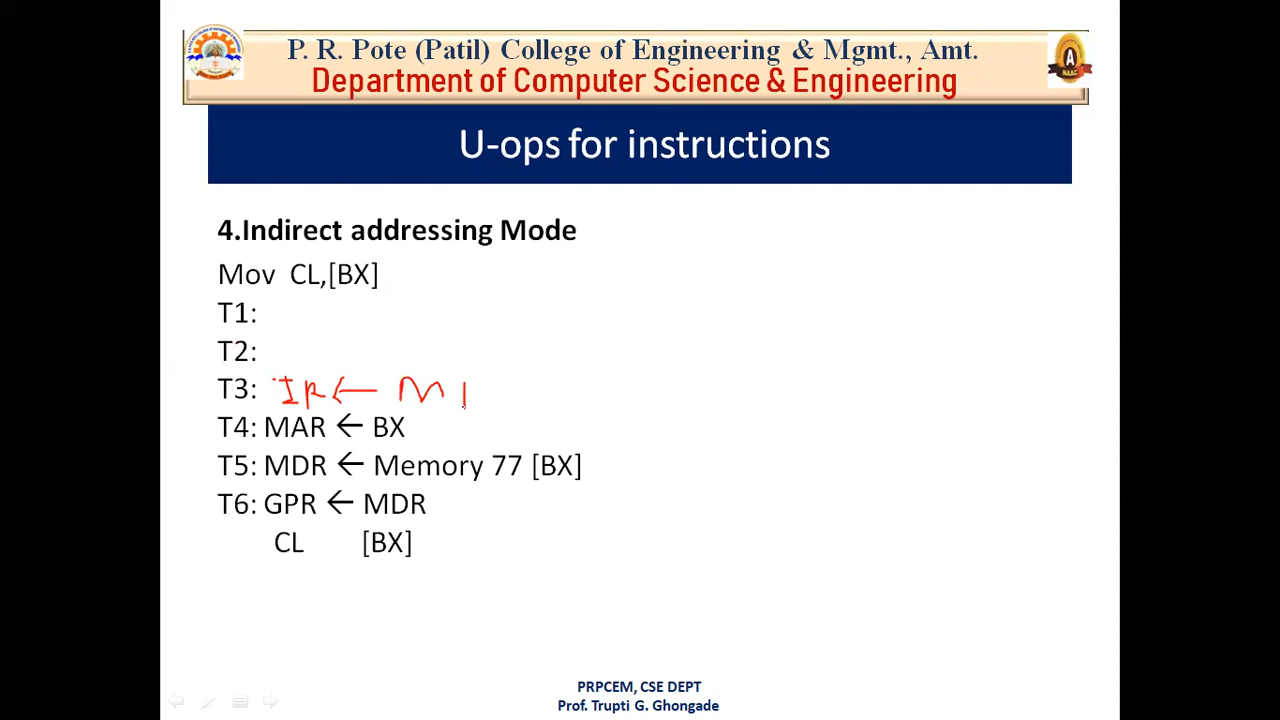 P. R. Pote (Patil) College of Engineering & Mgmt., Amt.
Department of Computer Science & Engineering
U-ops for instructions
4.Indirect addressing Mode
Mov CL,[BX]
T1:
T2:
T3: IR ← M
T4: MAR ← BX
T5: MDR ← Memory 77 [BX]
T6: GPR ← MDR
CL [BX]
PRPCEM, CSE DEPT
Prof. Trupti G. Ghongade